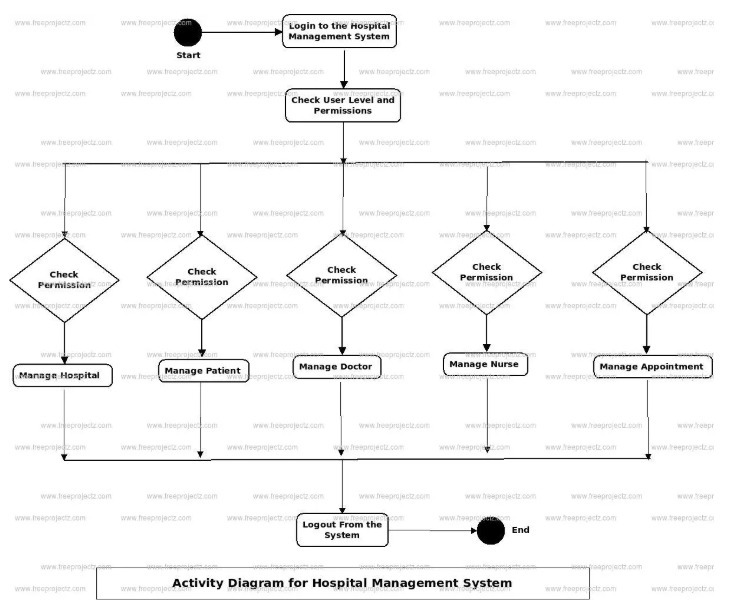 Login to the Hospital
Management System
Start
Check User Level and
Permissions
Check
Permission
Check
Permission
Check
Permission
Check
Permission
Check
Permission
Manage Hospital
Manage Patient
Manage Doctor
Manage Nurse
Manage Appointment
Logout From the
System
End
Activity Diagram for Hospital Management System
www.freeprojectz.com